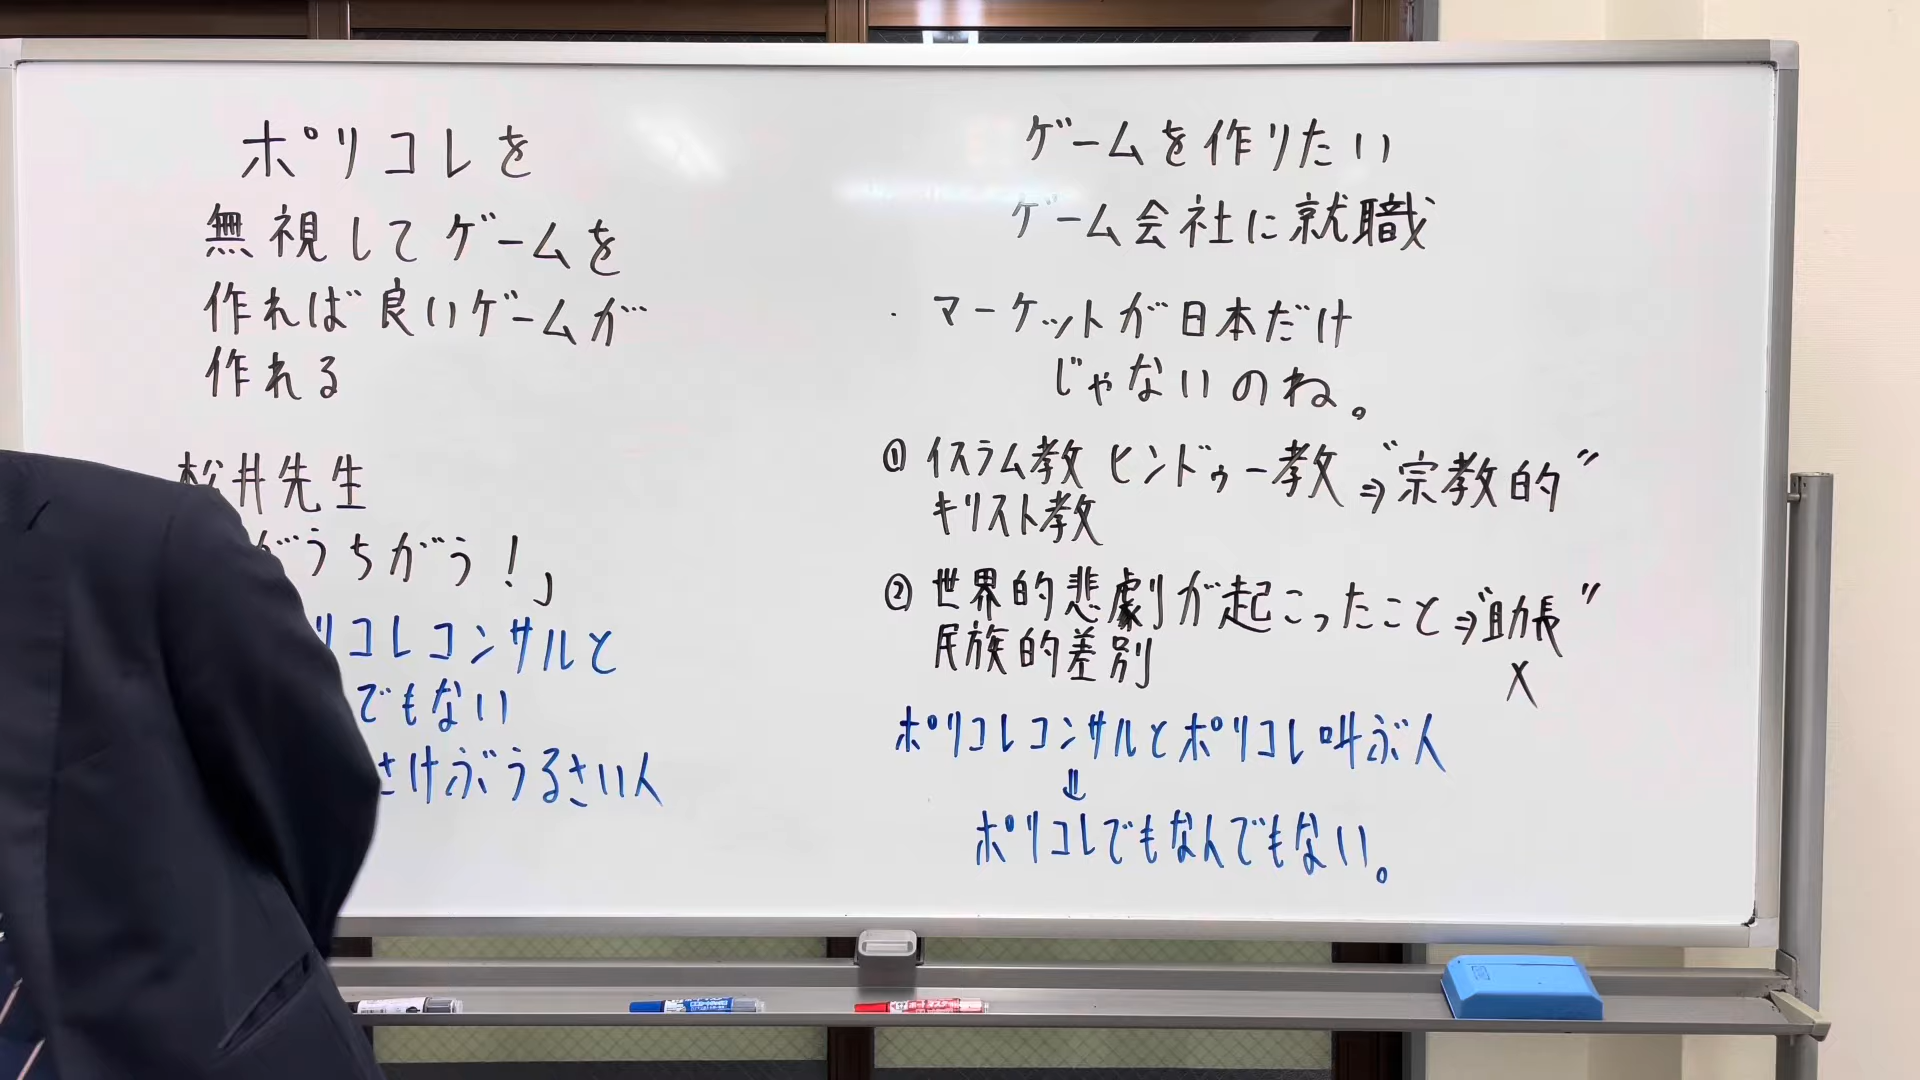 ポリコレを
無視してゲームを
作れば良いゲームが
作れる
松井先生
がうちがう!」
リコレコンサルと
でもない
さけぶうるさい人
ゲームを作りたい
ゲーム会社に就職
・マーケットが日本だけ
じゃないのね。
① イスラム教 ヒンドゥー教 ⇒ "宗教的"
キリスト教
② 世界的悲劇が起こったこと ⇒ "助長"
民族的差別
X
ポリコレコンサルとポリコレ叫ぶ人
⇓
ポリコレでもなんでもない。